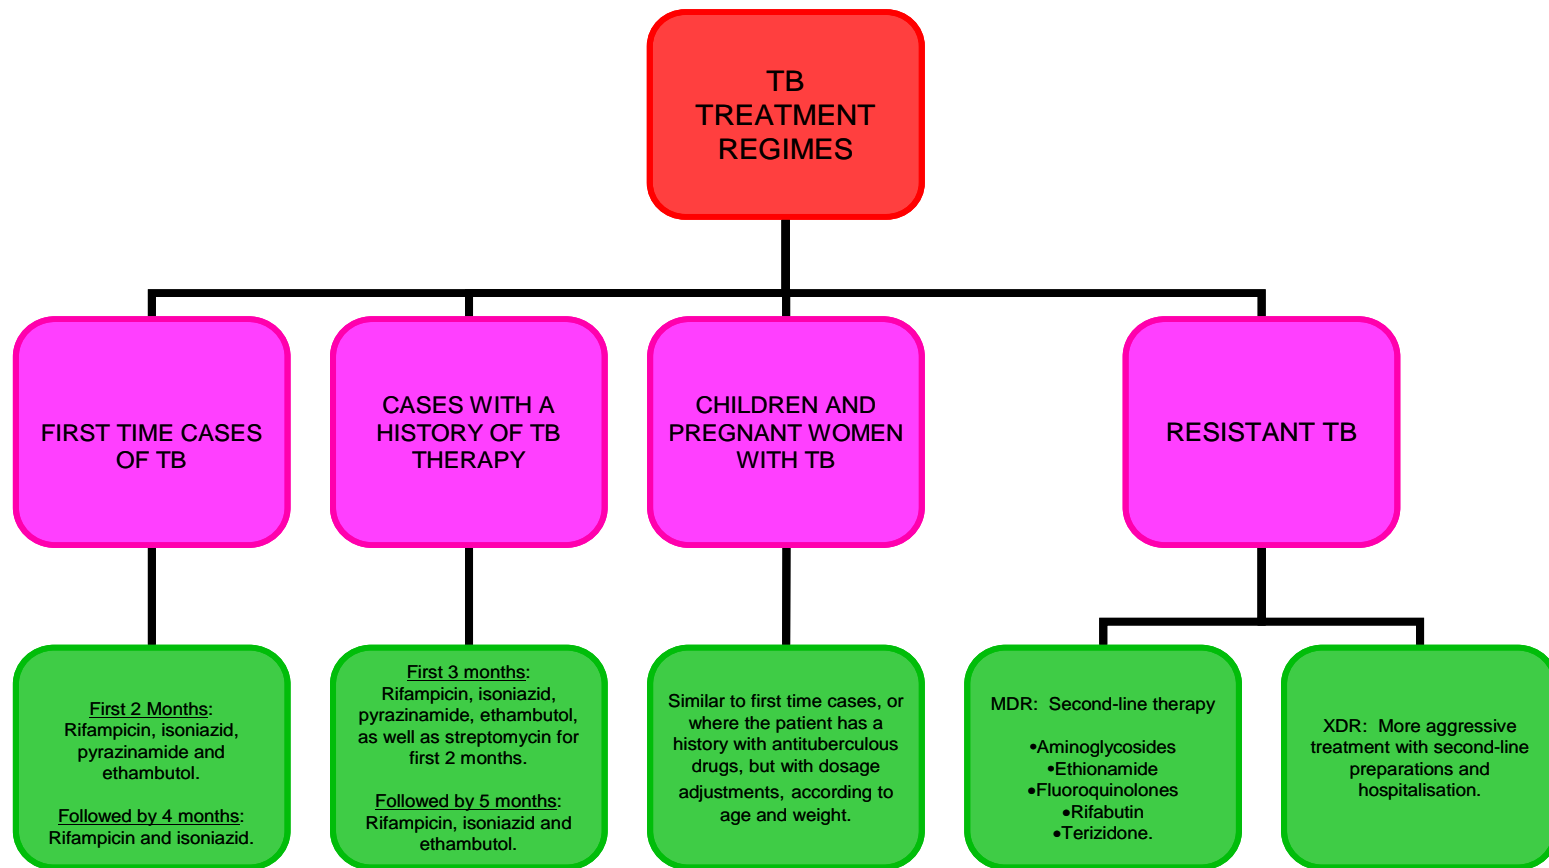 TB
TREATMENT
REGIMES
FIRST TIME CASES
OF TB
CASES WITH A
HISTORY OF TB
THERAPY
CHILDREN AND
PREGNANT WOMEN
WITH TB
RESISTANT TB
First 2 Months:
Rifampicin, isoniazid,
pyrazinamide and
ethambutol.
Followed by 4 months:
Rifampicin and isoniazid.
First 3 months:
Rifampicin, isoniazid,
pyrazinamide, ethambutol,
as well as streptomycin for
first 2 months.
Followed by 5 months:
Rifampicin, isoniazid and
ethambutol.
Similar to first time cases, or
where the patient has a
history with antituberculous
drugs, but with dosage
adjustments, according to
age and weight.
MDR: Second-line therapy
•Aminoglycosides
•Ethionamide
•Fluoroquinolones
•Rifabutin
•Terizidone.
XDR: More aggressive
treatment with second-line
preparations and
hospitalisation.